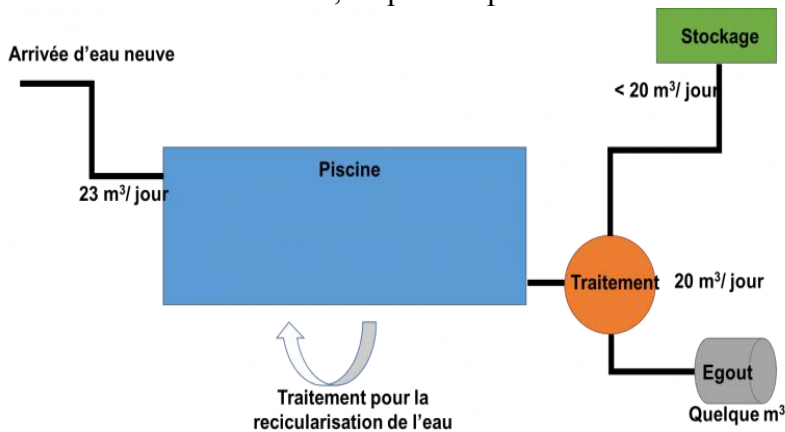 Stockage
Arrivée d’eau neuve
< 20 m³/ jour
Piscine
23 m³/ jour
Traitement 20 m³/ jour
Egout
Quelque m³
Traitement pour la
recicularisation de l’eau